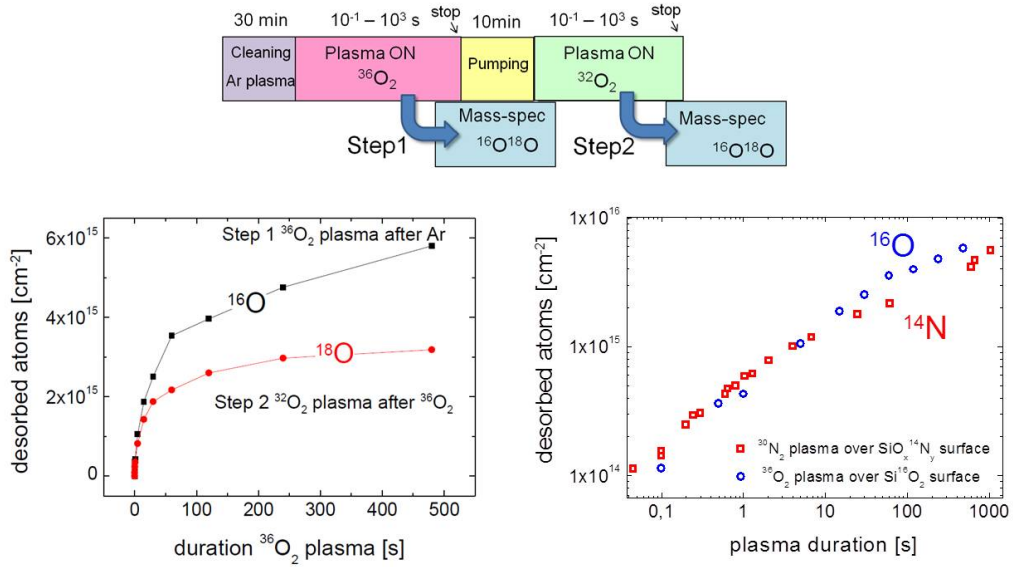 30 min
10⁻¹ – 10³ s
stop
10min
10⁻¹ – 10³ s
stop
Cleaning
Ar plasma
Plasma ON
³⁶O₂
Pumping
Plasma ON
³²O₂
Step1
Mass-spec
¹⁶O¹⁸O
Step2
Mass-spec
¹⁶O¹⁸O
desorbed atoms [cm⁻²]
6x10¹⁵
4x10¹⁵
2x10¹⁵
0
Step 1 ³⁶O₂ plasma after Ar
¹⁶O
¹⁸O
Step 2 ³²O₂ plasma after ³⁶O₂
0 100 200 300 400 500
duration ³⁶O₂ plasma [s]
desorbed atoms [cm⁻²]
1x10¹⁶
1x10¹⁵
1x10¹⁴
¹⁶O
¹⁴N
³⁰N₂ plasma over SiOₓ¹⁴Nᵧ surface
³⁶O₂ plasma over Si¹⁶O₂ surface
0,1 1 10 100 1000
plasma duration [s]